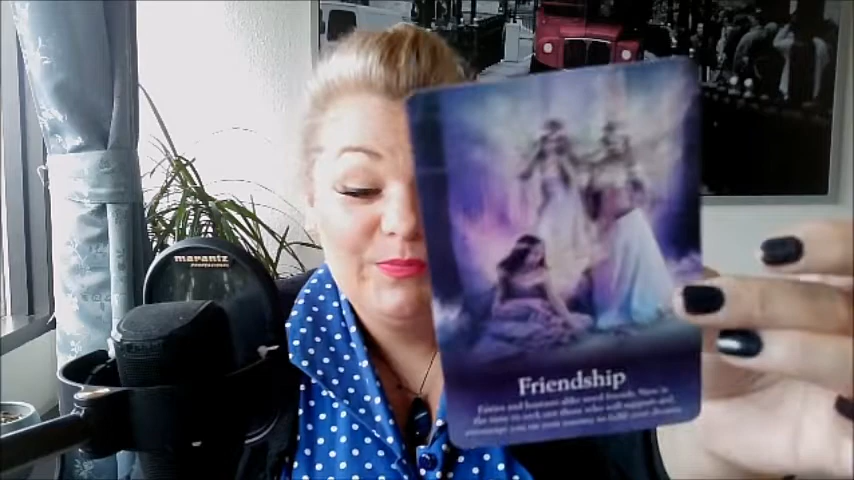 marantz
PROFESSIONAL
Friendship
Fairies and humans alike need friends. Now is
the time to seek out those who will support and
encourage you on your journey to fulfil your dreams.